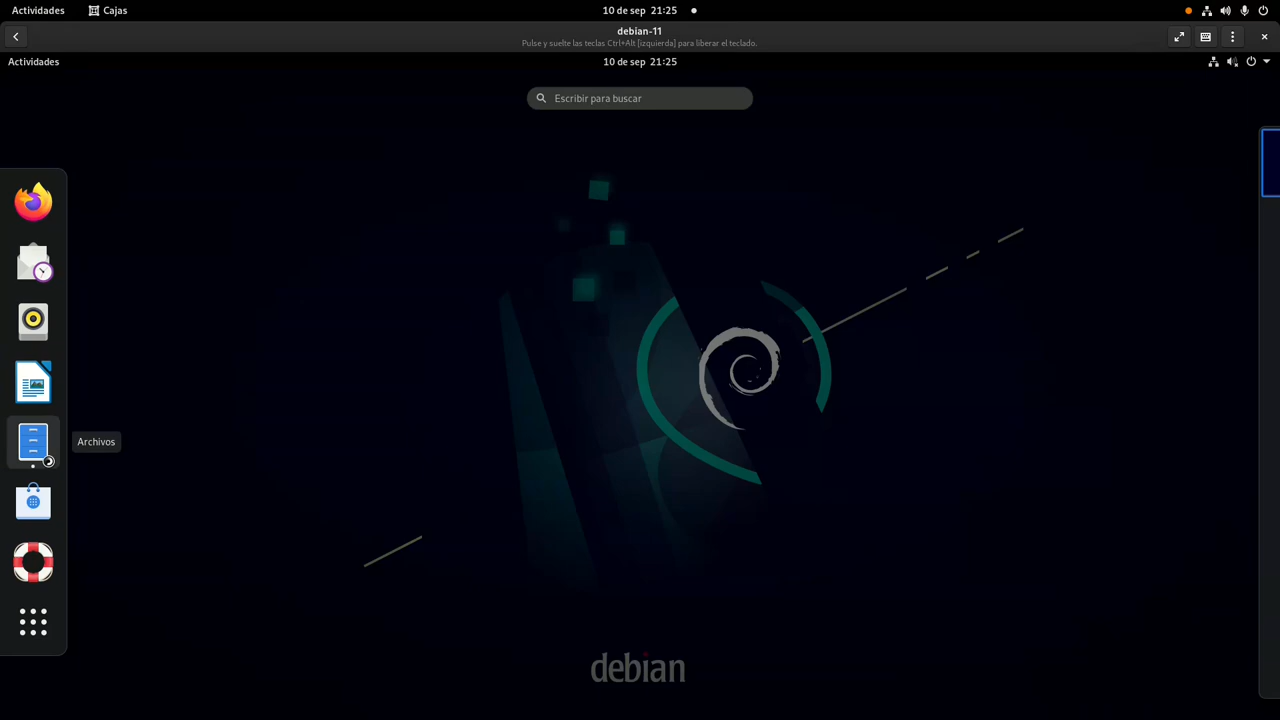 Actividades Cajas 10 de sep 21:25
debian-11
Pulse y suelte las teclas Ctrl+Alt [izquierda] para liberar el teclado.
Actividades 10 de sep 21:25
Escribir para buscar
Archivos
debian